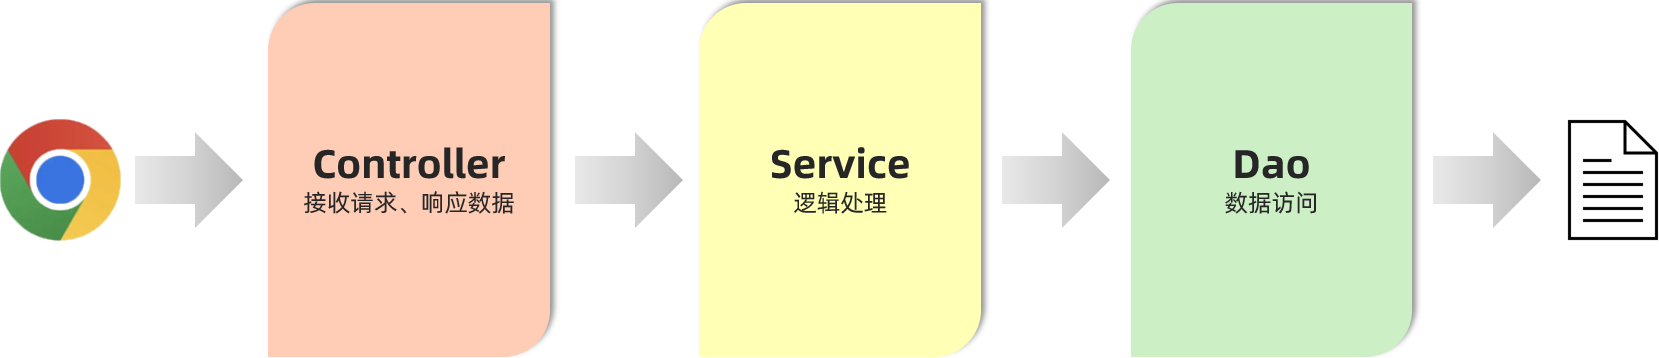 Controller
接收请求、响应数据
Service
逻辑处理
Dao
数据访问